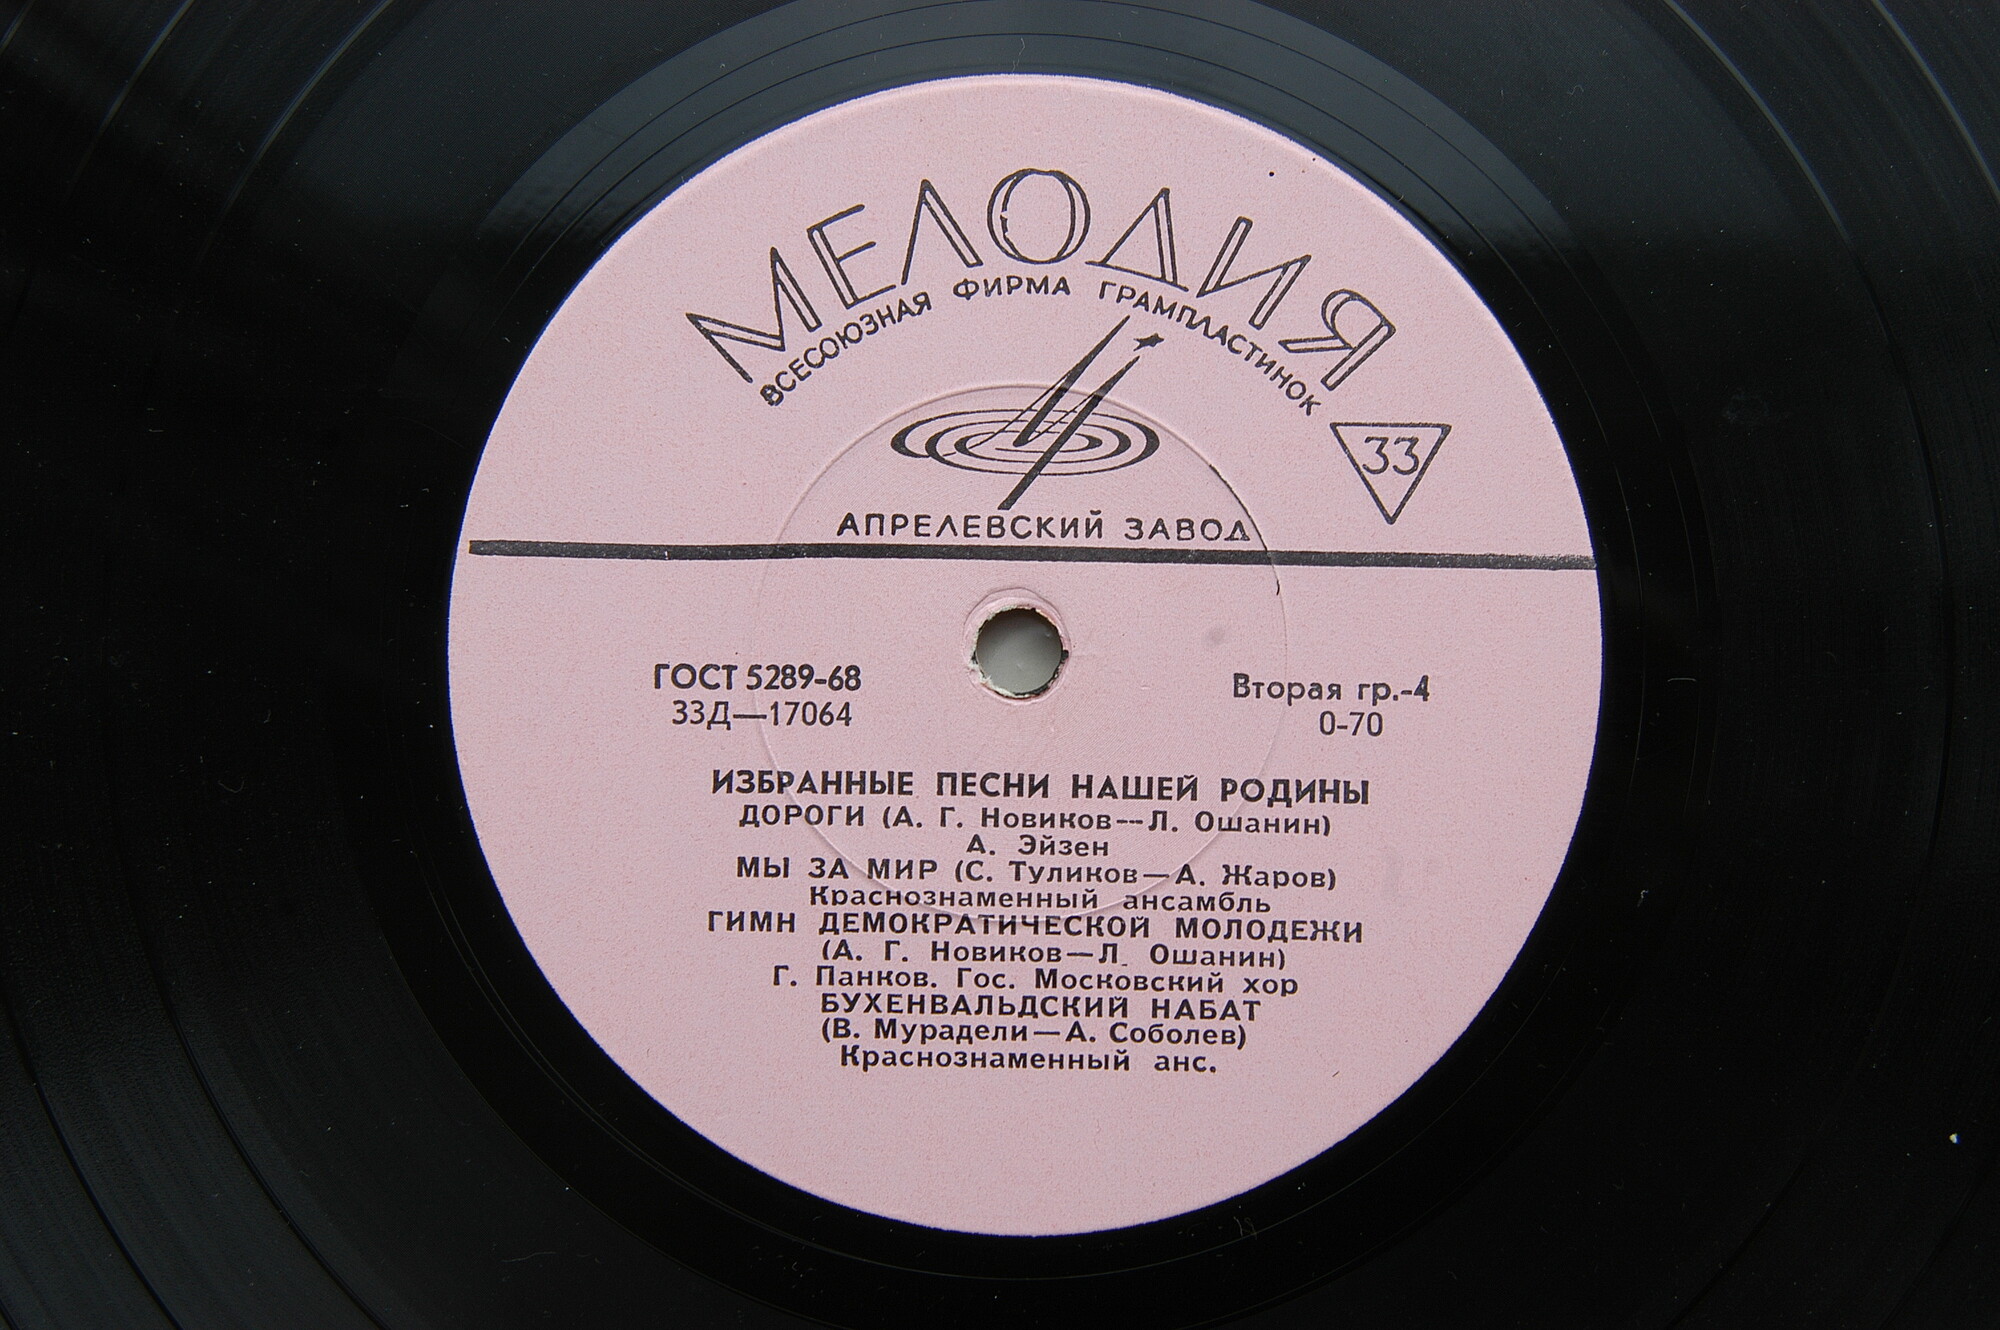 МЕЛОДИЯ
ВСЕСОЮЗНАЯ ФИРМА ГРАМПЛАСТИНОК
33
АПРЕЛЕВСКИЙ ЗАВОД
ГОСТ 5289-68
33Д—17064
Вторая гр.-4
0-70
ИЗБРАННЫЕ ПЕСНИ НАШЕЙ РОДИНЫ
ДОРОГИ (А. Г. Новиков—Л. Ошанин)
А. Эйзен
МЫ ЗА МИР (С. Туликов—А. Жаров)
Краснознаменный ансамбль
ГИМН ДЕМОКРАТИЧЕСКОЙ МОЛОДЕЖИ
(А. Г. Новиков—Л. Ошанин)
Г. Панков. Гос. Московский хор
БУХЕНВАЛЬДСКИЙ НАБАТ
(В. Мурадели—А. Соболев)
Краснознаменный анс.